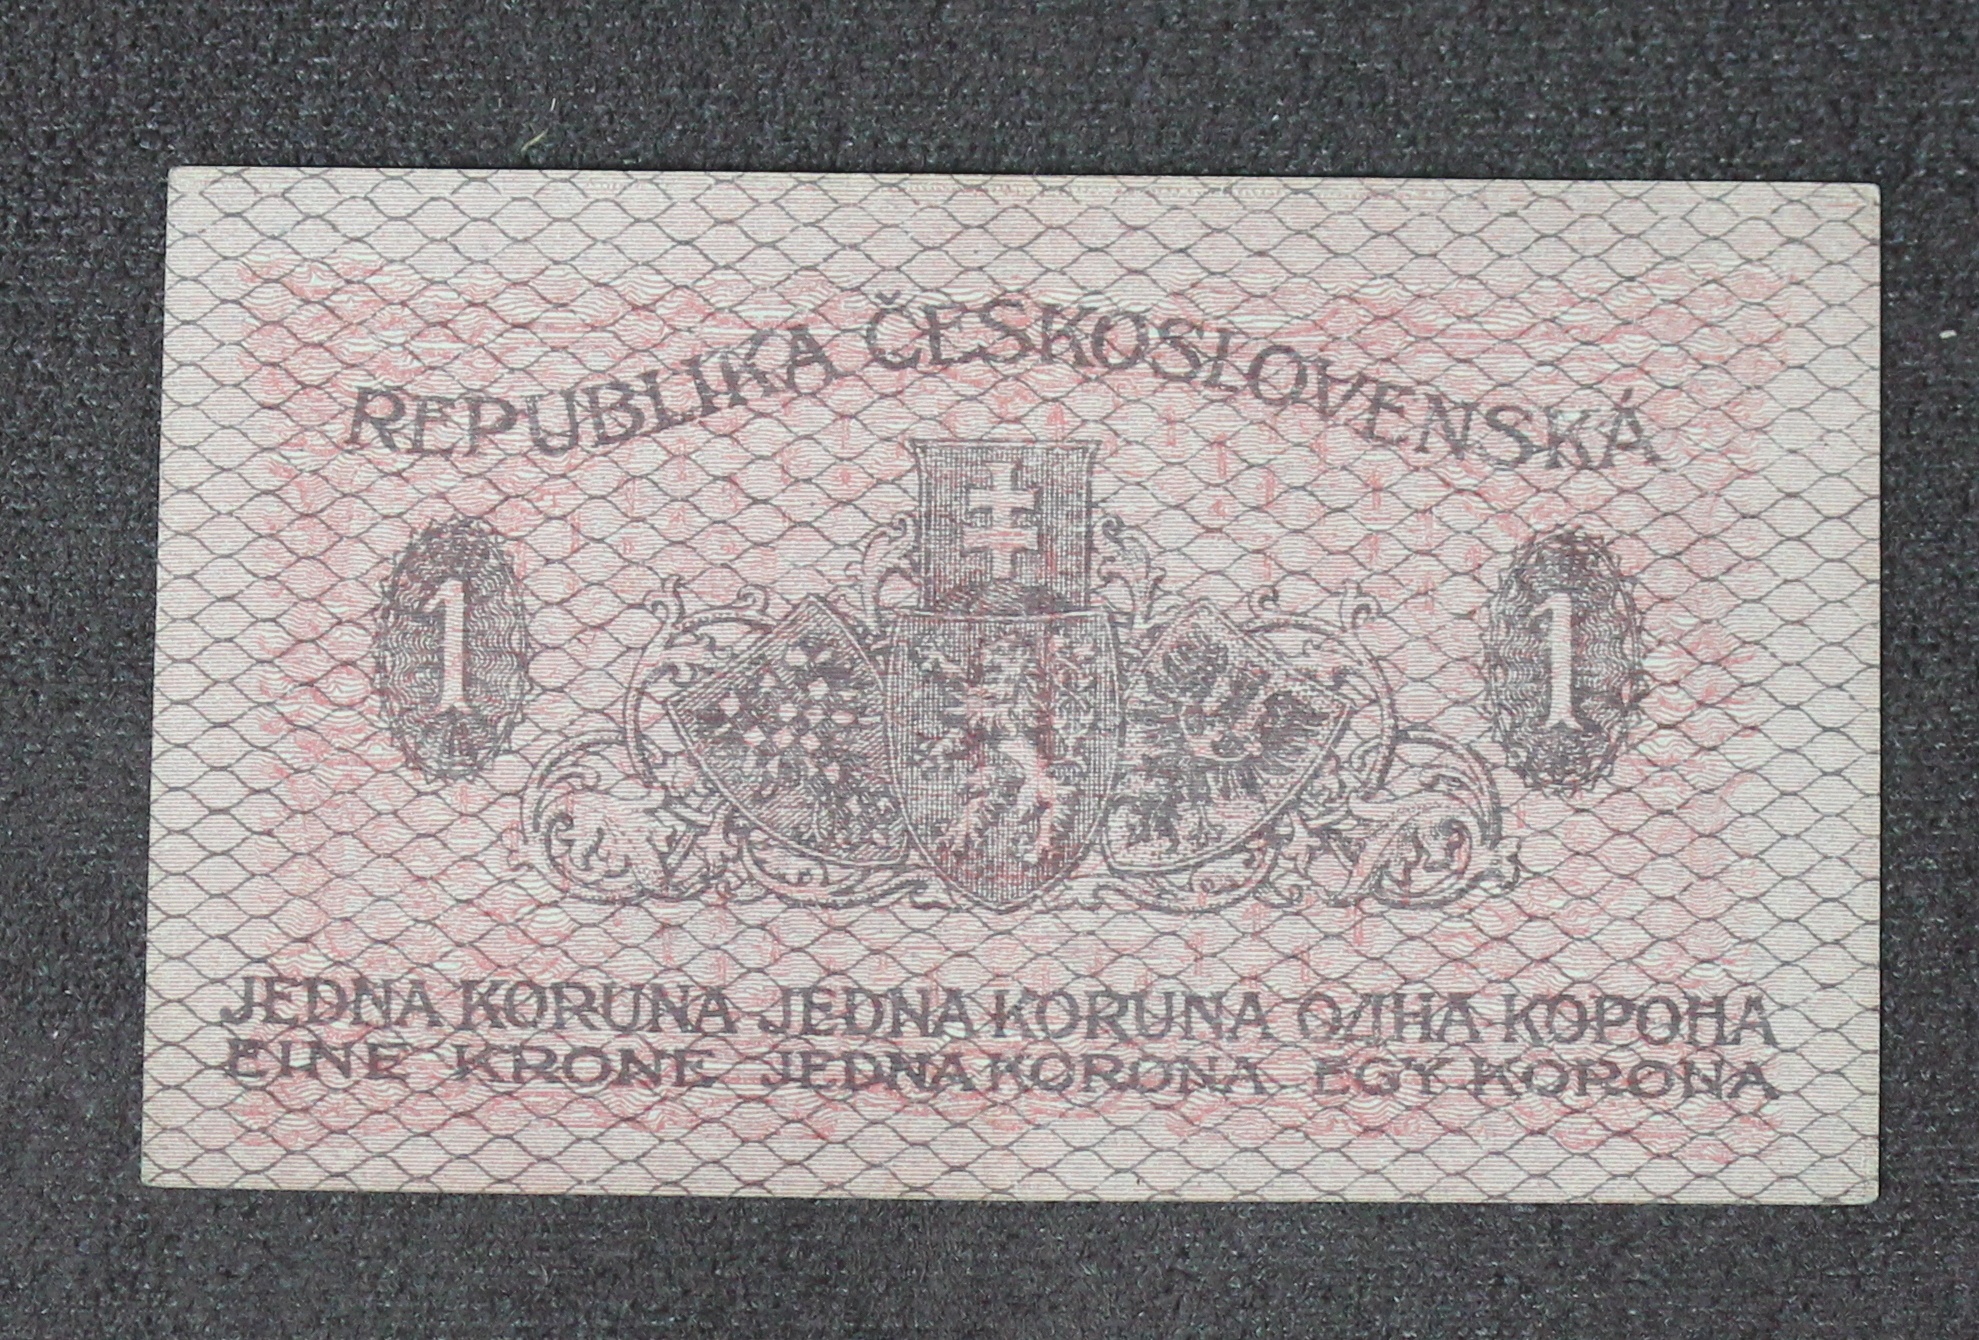 REPUBLIKA ČESKOSLOVENSKÁ
1 1
JEDNA KORUNA JEDNA KORUNA ОДНА КОРОНА
EINE KRONE JEDNA KORONA EGY KORONA